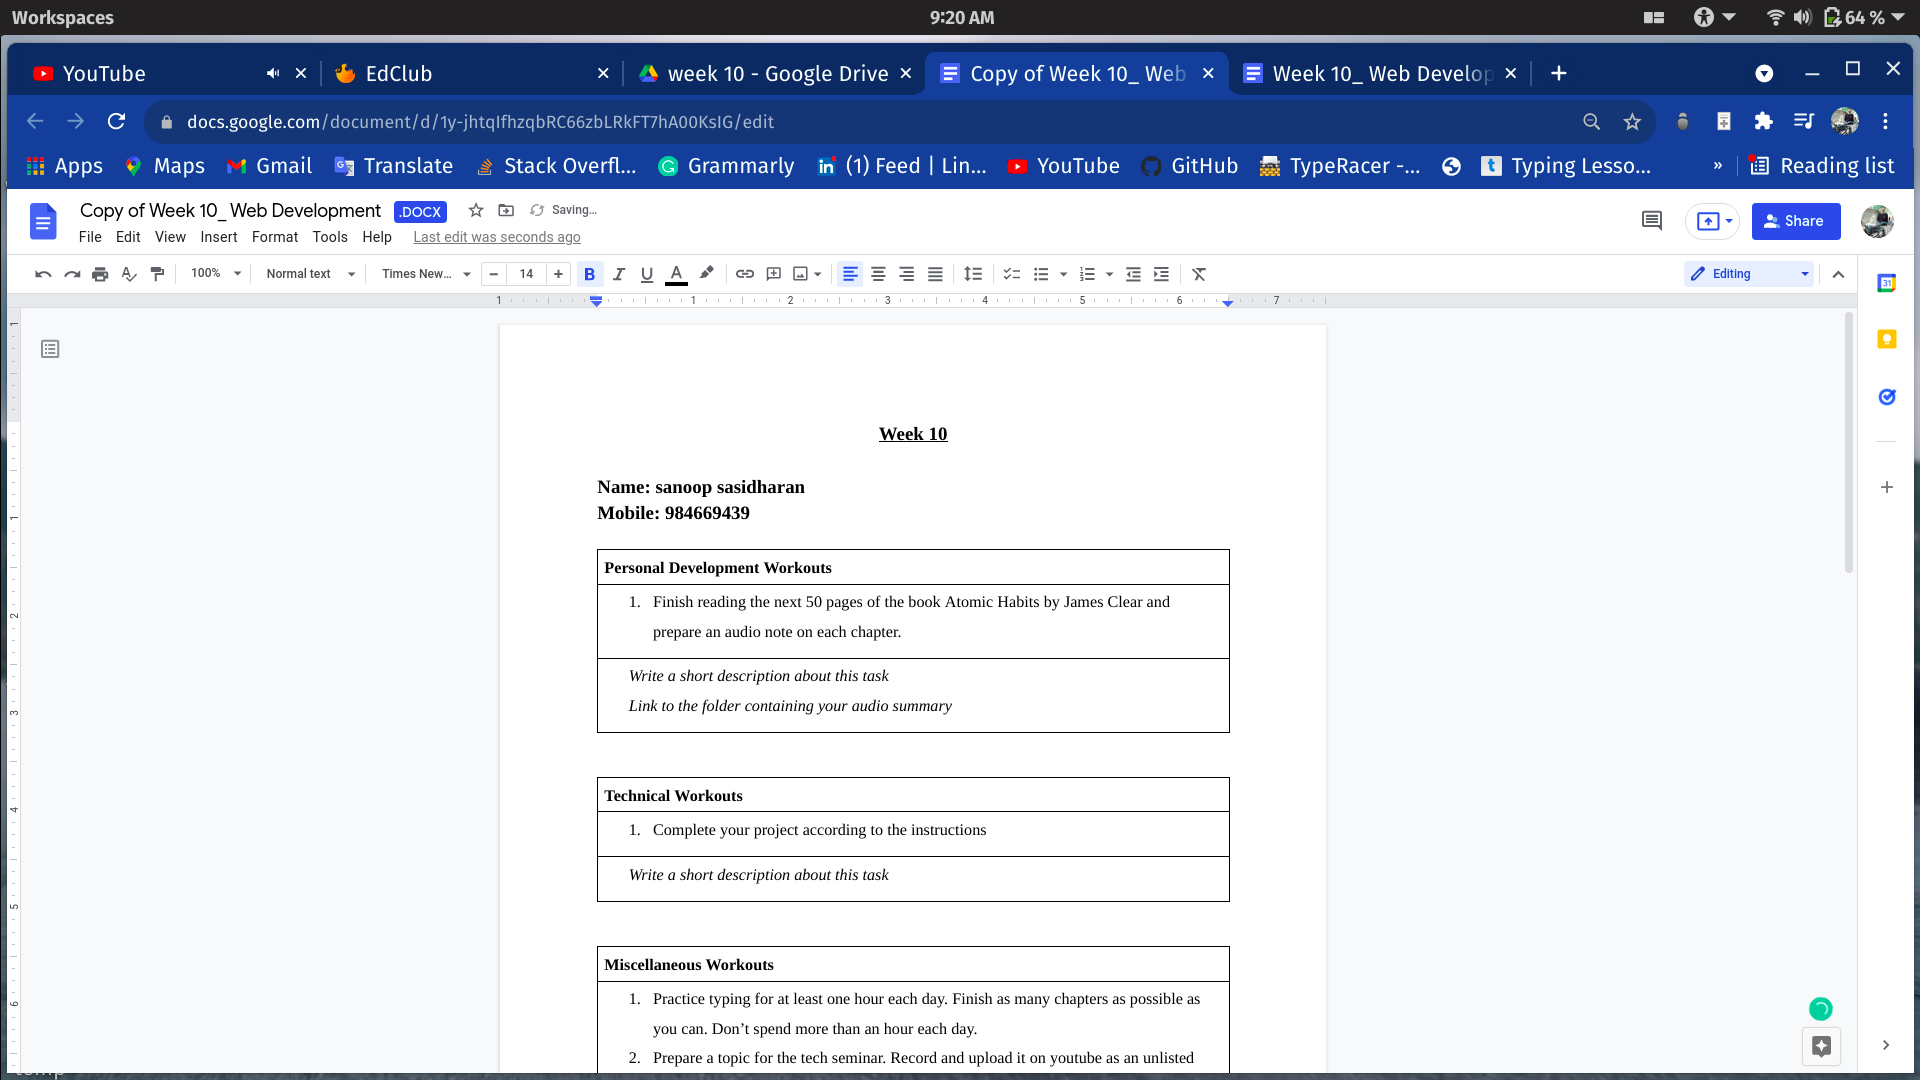 Workspaces
9:20 AM
64 %
YouTube
EdClub
week 10 - Google Drive
Copy of Week 10_ Web
Week 10_ Web Develop
docs.google.com/document/d/1y-jhtqIfhzqbRC66zbLRkFT7hA00KsIG/edit
Apps
Maps
Gmail
Translate
Stack Overfl...
Grammarly
(1) Feed | Lin...
YouTube
GitHub
TypeRacer -...
Typing Lesso...
»
Reading list
Copy of Week 10_ Web Development
.DOCX
Saving...
Share
File Edit View Insert Format Tools Help
Last edit was seconds ago
100%
Normal text
Times New...
14
Editing
1 1 2 3 4 5 6 7
Week 10
Name: sanoop sasidharan
Mobile: 984669439
Personal Development Workouts
1. Finish reading the next 50 pages of the book Atomic Habits by James Clear and
prepare an audio note on each chapter.
Write a short description about this task
Link to the folder containing your audio summary
Technical Workouts
1. Complete your project according to the instructions
Write a short description about this task
Miscellaneous Workouts
1. Practice typing for at least one hour each day. Finish as many chapters as possible as
you can. Don’t spend more than an hour each day.
2. Prepare a topic for the tech seminar. Record and upload it on youtube as an unlisted